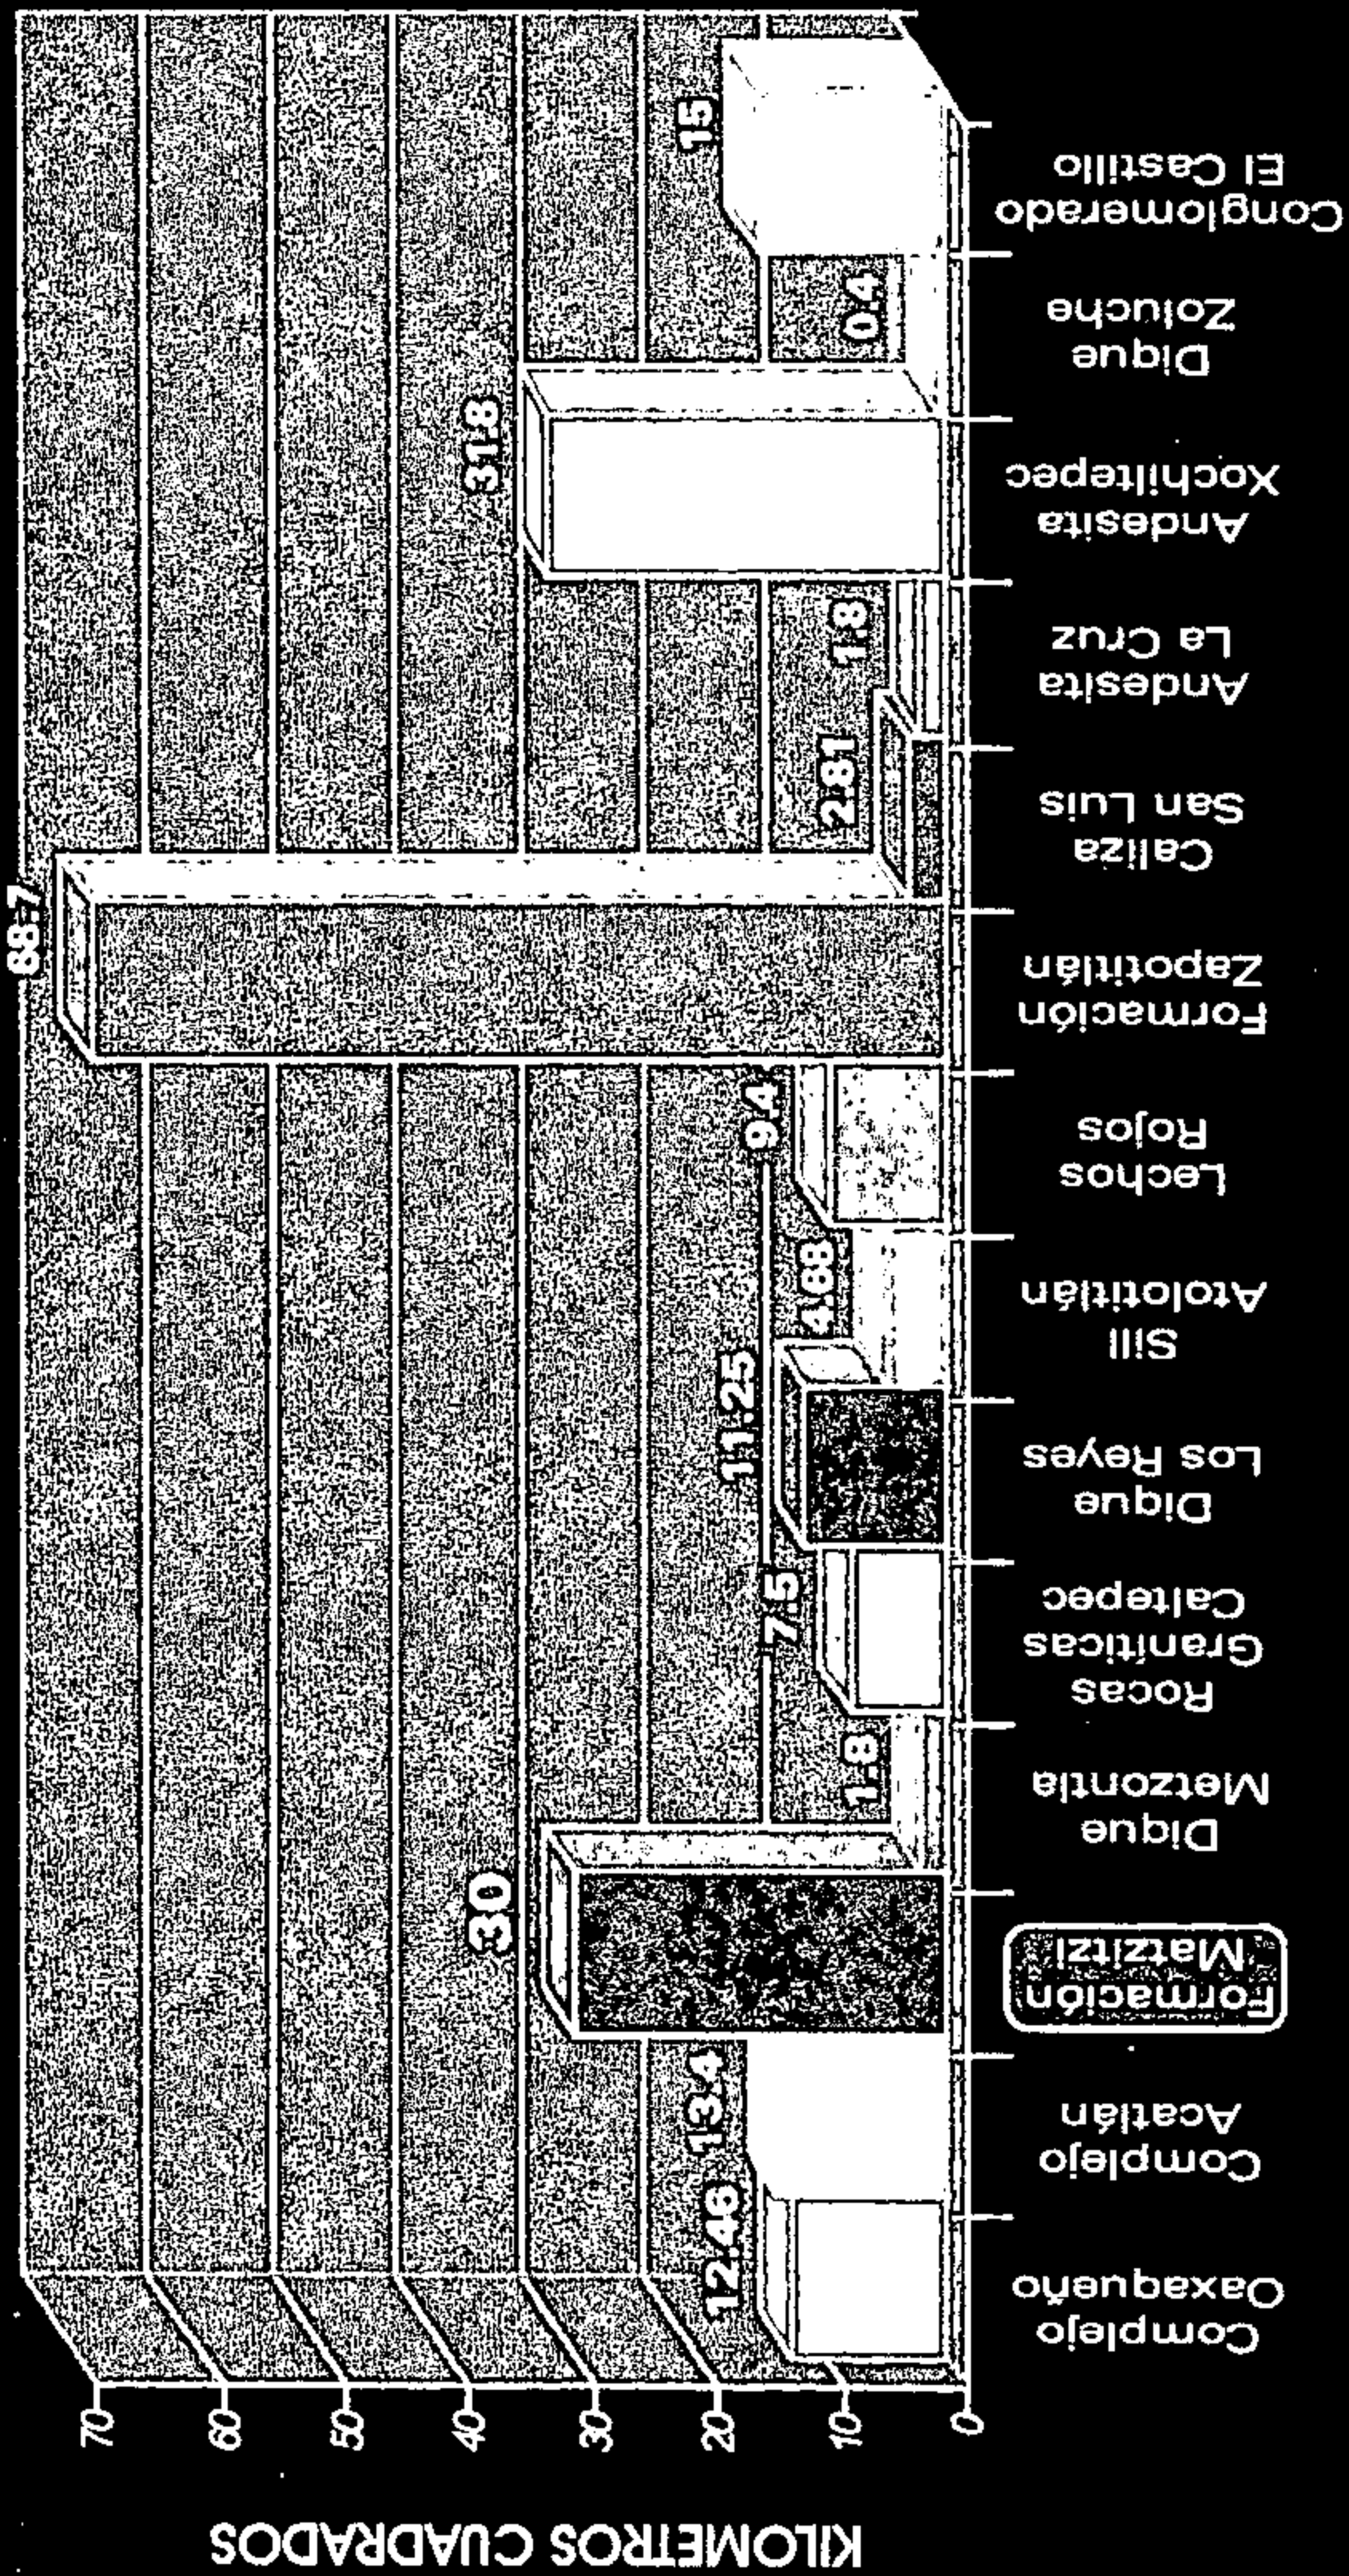 KILOMETROS CUADRADOS
70
60
50
40
30
20
10
0
12.46
13.4
30
1.8
7.5
11.25
4.68
9.4
88.7
2.81
1.8
31.8
0.4
15
Complejo
Oaxaqueño
Complejo
Acatlán
Formación
Matzitzi
Dique
Metzontla
Rocas
Graníticas
Caltepec
Dique
Los Reyes
Sill
Atolotitlán
Lechos
Rojos
Formación
Zapotitlán
Caliza
San Luis
Andesita
La Cruz
Andesita
Xochiltepec
Dique
Zoluche
Conglomerado
El Castillo